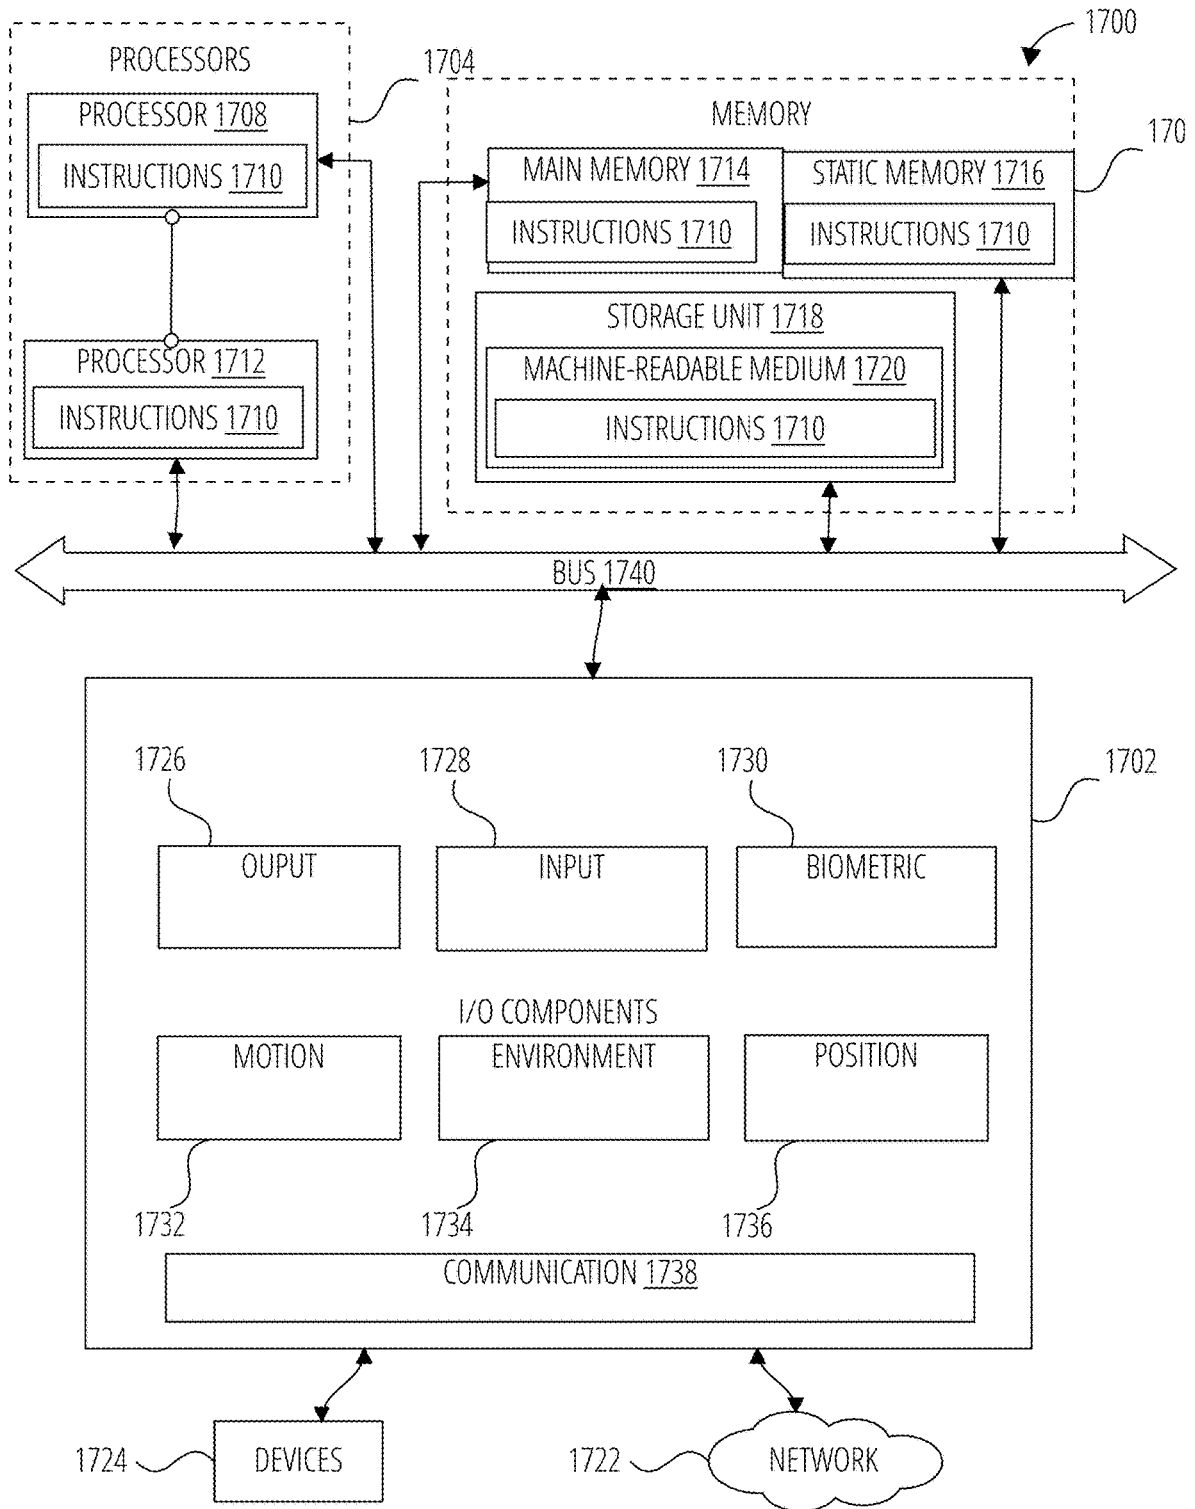 1700
PROCESSORS
1704
MEMORY
PROCESSOR 1708
INSTRUCTIONS 1710
170
MAIN MEMORY 1714
STATIC MEMORY 1716
INSTRUCTIONS 1710
INSTRUCTIONS 1710
STORAGE UNIT 1718
PROCESSOR 1712
MACHINE-READABLE MEDIUM 1720
INSTRUCTIONS 1710
INSTRUCTIONS 1710
BUS 1740
1726
1728
1730
1702
OUPUT
INPUT
BIOMETRIC
I/O COMPONENTS
MOTION
ENVIRONMENT
POSITION
1732
1734
1736
COMMUNICATION 1738
1724
DEVICES
1722
NETWORK